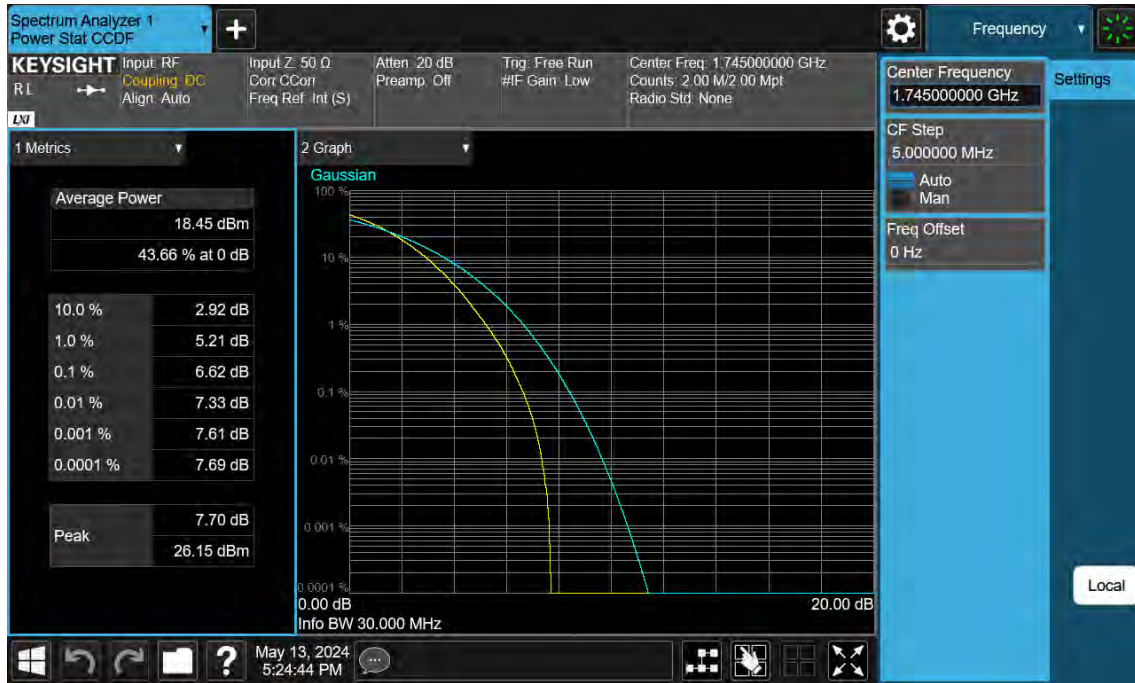 Spectrum Analyzer 1
Power Stat CCDF
+
Frequency
KEYSIGHT
R L
LXI
Input: RF
Coupling: DC
Align: Auto
Input Z: 50 Ω
Corr CCorr
Freq Ref: Int (S)
Atten: 20 dB
Preamp: Off
Trig: Free Run
#IF Gain: Low
Center Freq: 1.745000000 GHz
Counts: 2.00 M/2.00 Mpt
Radio Std: None
Center Frequency
1.745000000 GHz
Settings
CF Step
5.000000 MHz
Auto
Man
Freq Offset
0 Hz
Local
1 Metrics
Average Power
18.45 dBm
43.66 % at 0 dB
10.0 % 2.92 dB
1.0 % 5.21 dB
0.1 % 6.62 dB
0.01 % 7.33 dB
0.001 % 7.61 dB
0.0001 % 7.69 dB
Peak
7.70 dB
26.15 dBm
2 Graph
Gaussian
100 %
10 %
1 %
0.1 %
0.01 %
0.001 %
0.0001 %
0.00 dB 20.00 dB
Info BW 30.000 MHz
?
May 13, 2024
5:24:44 PM